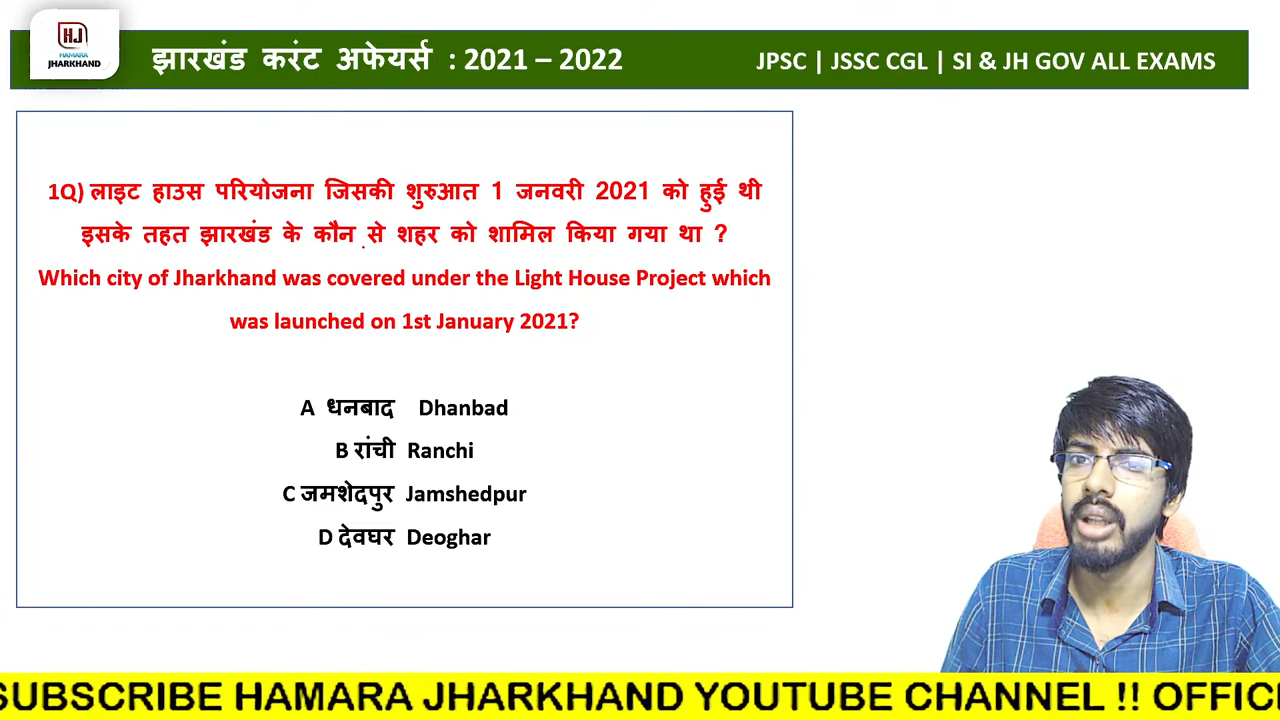 HJ
HAMARA
JHARKHAND
झारखंड करंट अफेयर्स : 2021 – 2022
JPSC | JSSC CGL | SI & JH GOV ALL EXAMS
1Q) लाइट हाउस परियोजना जिसकी शुरुआत 1 जनवरी 2021 को हुई थी
इसके तहत झारखंड के कौन से शहर को शामिल किया गया था ?
Which city of Jharkhand was covered under the Light House Project which
was launched on 1st January 2021?
A धनबाद Dhanbad
B रांची Ranchi
C जमशेदपुर Jamshedpur
D देवघर Deoghar
SUBSCRIBE HAMARA JHARKHAND YOUTUBE CHANNEL !! OFFIC